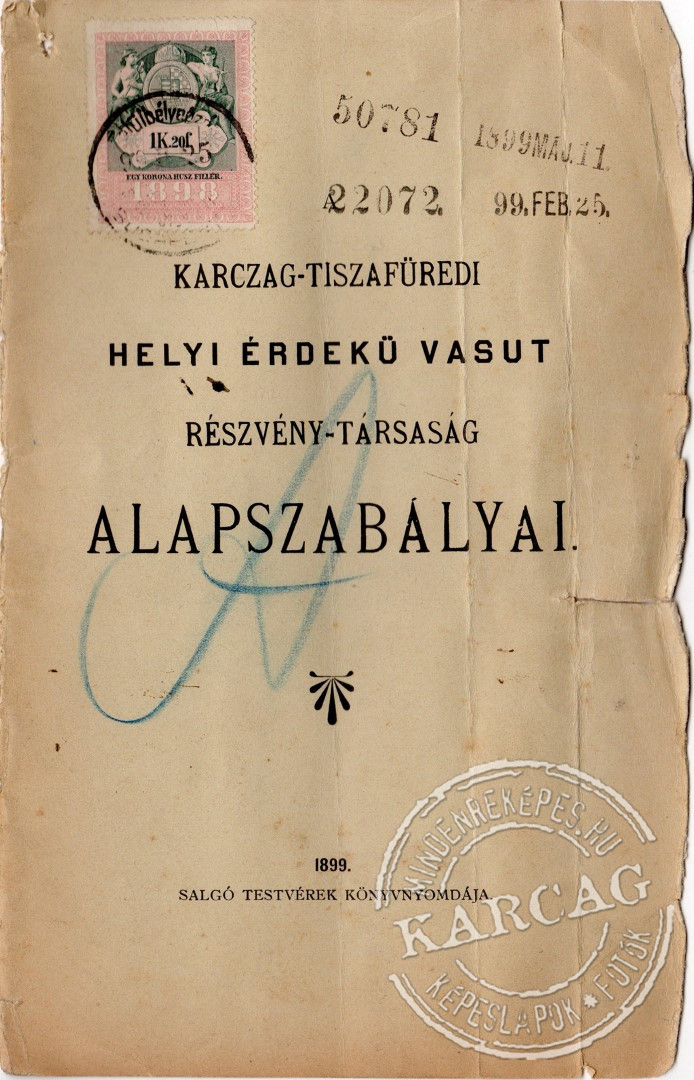 1K.20f.
EGY KORONA HUSZ FILLÉR.
1898
50781 1899 MÁJ. 11.
22072. 99. FEB. 25.
KARCZAG-TISZAFÜREDI
HELYI ÉRDEKÜ VASUT
RÉSZVÉNY-TÁRSASÁG
ALAPSZABÁLYAI.
A
1899.
SALGÓ TESTVÉREK KÖNYVNYOMDÁJA.
MINDENREKÉPES.HU
KARCAG
KÉPESLAPOK * FOTÓK